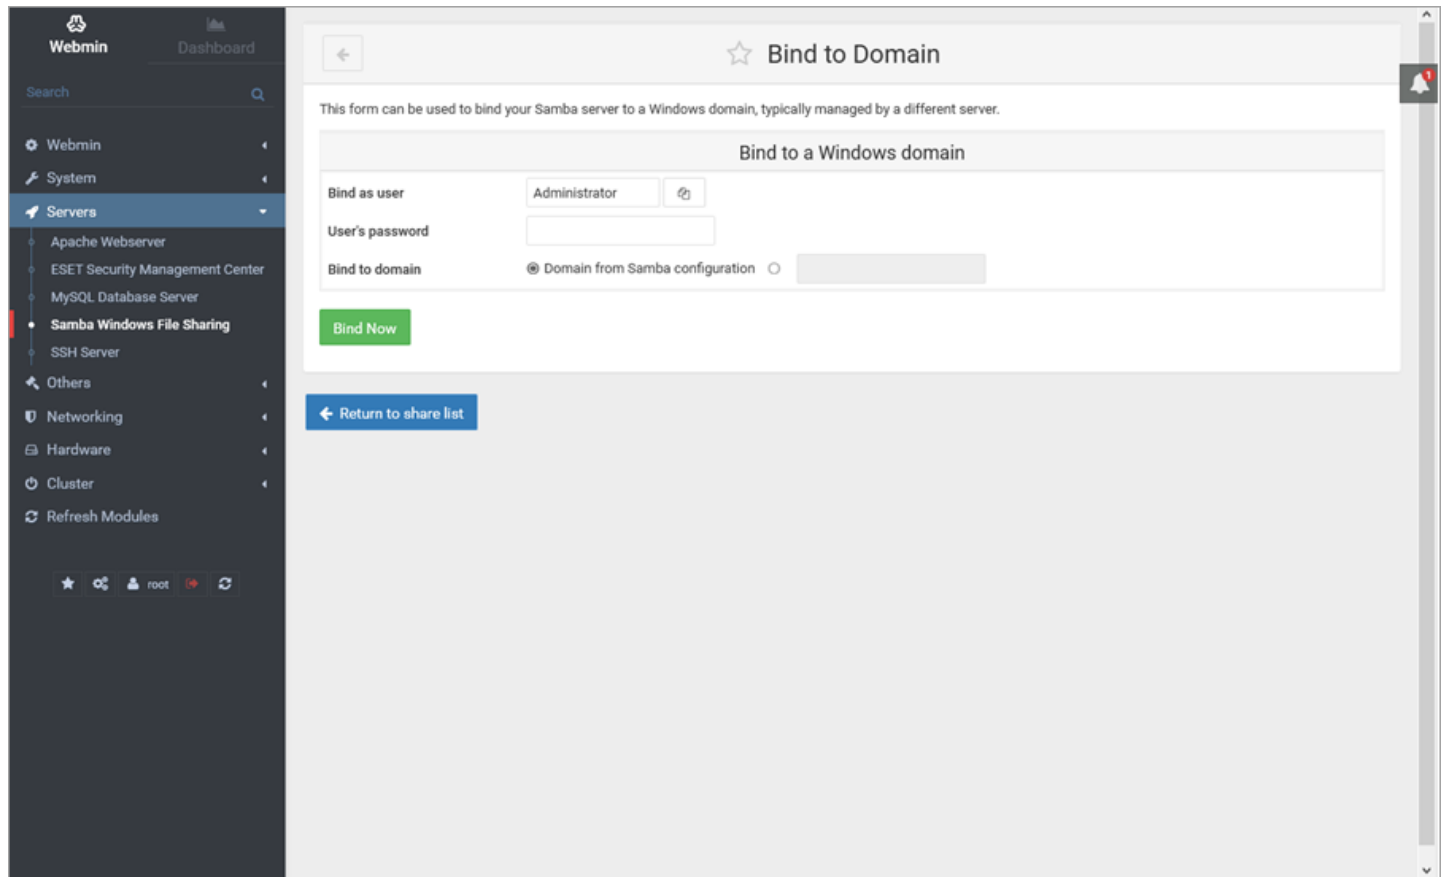 Webmin
Dashboard
Search
Webmin
System
Servers
Apache Webserver
ESET Security Management Center
MySQL Database Server
Samba Windows File Sharing
SSH Server
Others
Networking
Hardware
Cluster
Refresh Modules
root
Bind to Domain
1
This form can be used to bind your Samba server to a Windows domain, typically managed by a different server.
Bind to a Windows domain
Bind as user Administrator
User's password
Bind to domain Domain from Samba configuration
Bind Now
Return to share list